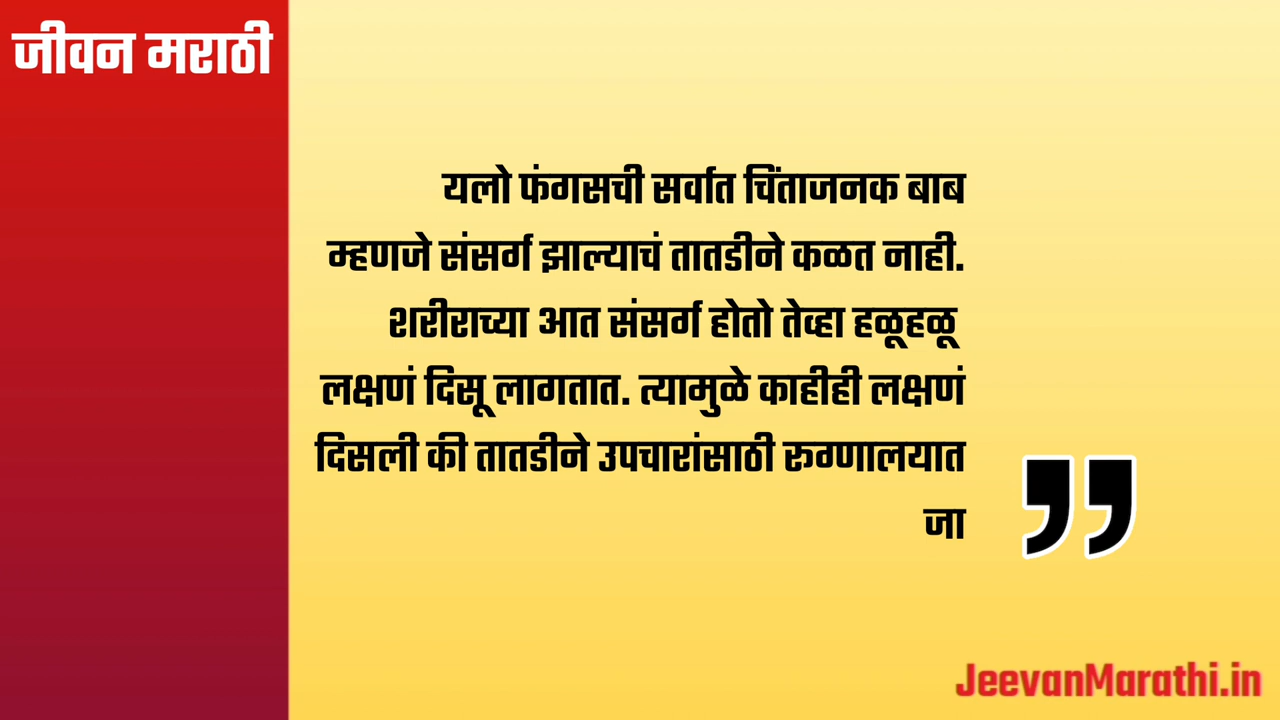 जीवन मराठी
यलो फंगसची सर्वात चिंताजनक बाब
म्हणजे संसर्ग झाल्याचं तातडीने कळत नाही.
शरीराच्या आत संसर्ग होतो तेव्हा हळूहळू
लक्षणं दिसू लागतात. त्यामुळे काहीही लक्षणं
दिसली की तातडीने उपचारांसाठी रुग्णालयात
जा
”
JeevanMarathi.in